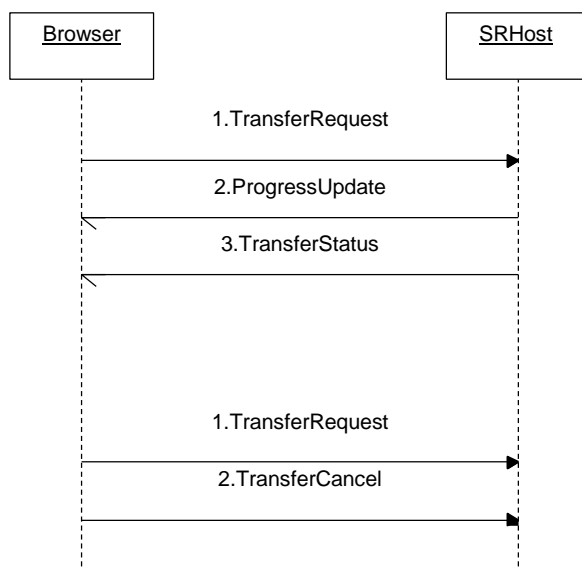 Browser
SRHost
1.TransferRequest
2.ProgressUpdate
3.TransferStatus
1.TransferRequest
2.TransferCancel